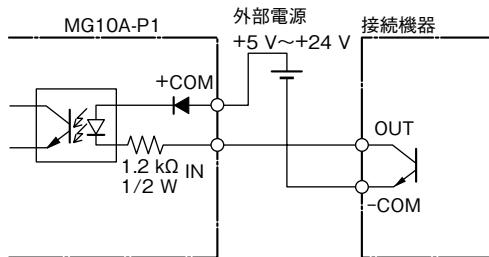 MG10A-P1
外部電源
+5 V～+24 V
接続機器
+COM
OUT
1.2 kΩ
1/2 W
IN
-COM